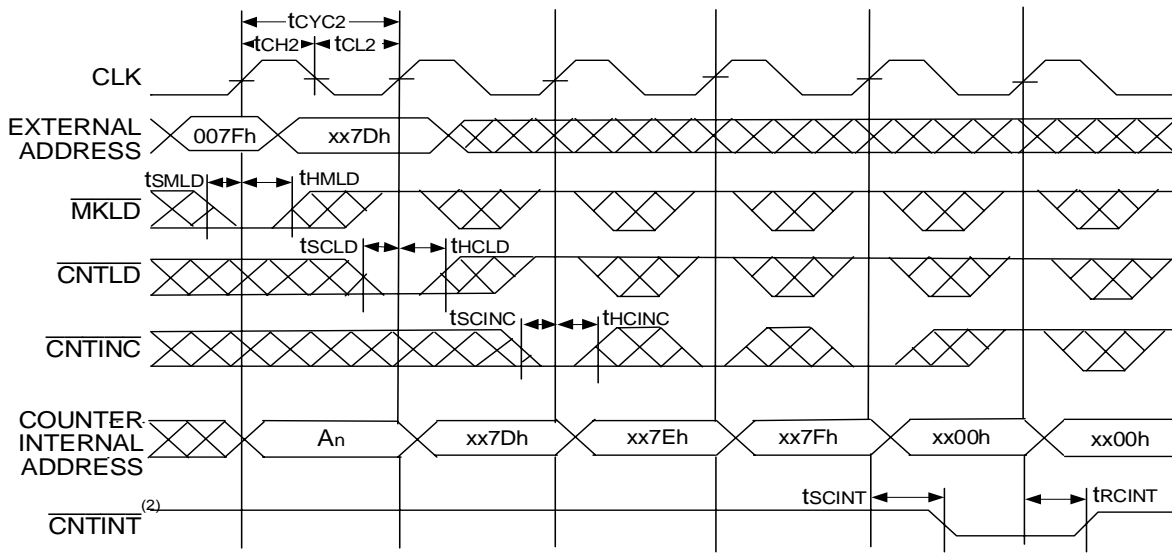 tCYC2
tCH2 tCL2
CLK
EXTERNAL
ADDRESS
007Fh xx7Dh
tSMLD tHMLD
MKLD
tSCLD tHCLD
CNTLD
tSCINC tHCINC
CNTINC
COUNTER
INTERNAL
ADDRESS
An xx7Dh xx7Eh xx7Fh xx00h xx00h
tSCINT tRCINT
CNTINT(2)